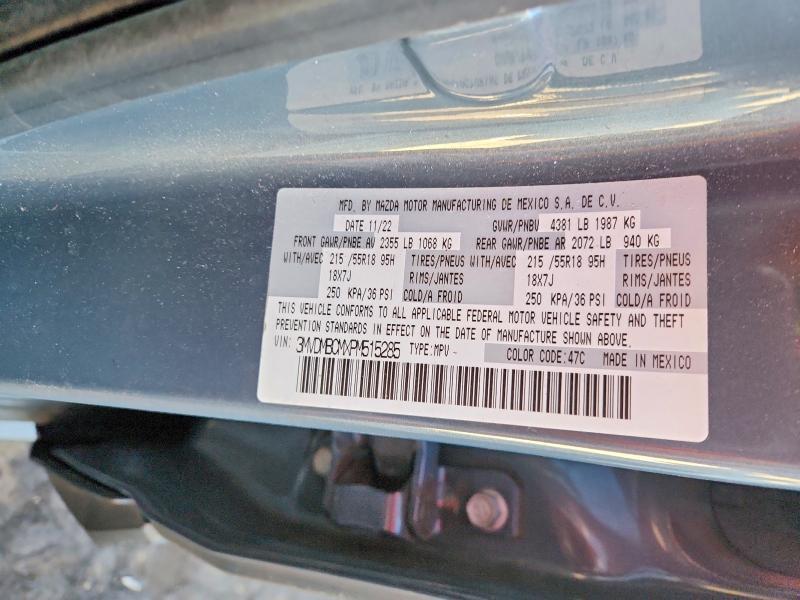 MFD. BY MAZDA MOTOR MANUFACTURING DE MEXICO S.A. DE C.V.
DATE 11/22 GVWR/PNBV 4381 LB 1987 KG
FRONT GAWR/PNBE AV 2355 LB 1068 KG REAR GAWR/PNBE AR 2072 LB 940 KG
WITH/AVEC 215 /55R18 95H TIRES/PNEUS WITH/AVEC 215 /55R18 95H TIRES/PNEUS
18X7J RIMS/JANTES 18X7J RIMS/JANTES
250 KPA/36 PSI COLD/A FROID 250 KPA/36 PSI COLD/A FROID
THIS VEHICLE CONFORMS TO ALL APPLICABLE FEDERAL MOTOR VEHICLE SAFETY AND THEFT
PREVENTION STANDARDS IN EFFECT ON THE DATE OF MANUFACTURE SHOWN ABOVE.
VIN: 3MVDMBCMXPM515285 TYPE:MPV COLOR CODE:47C MADE IN MEXICO